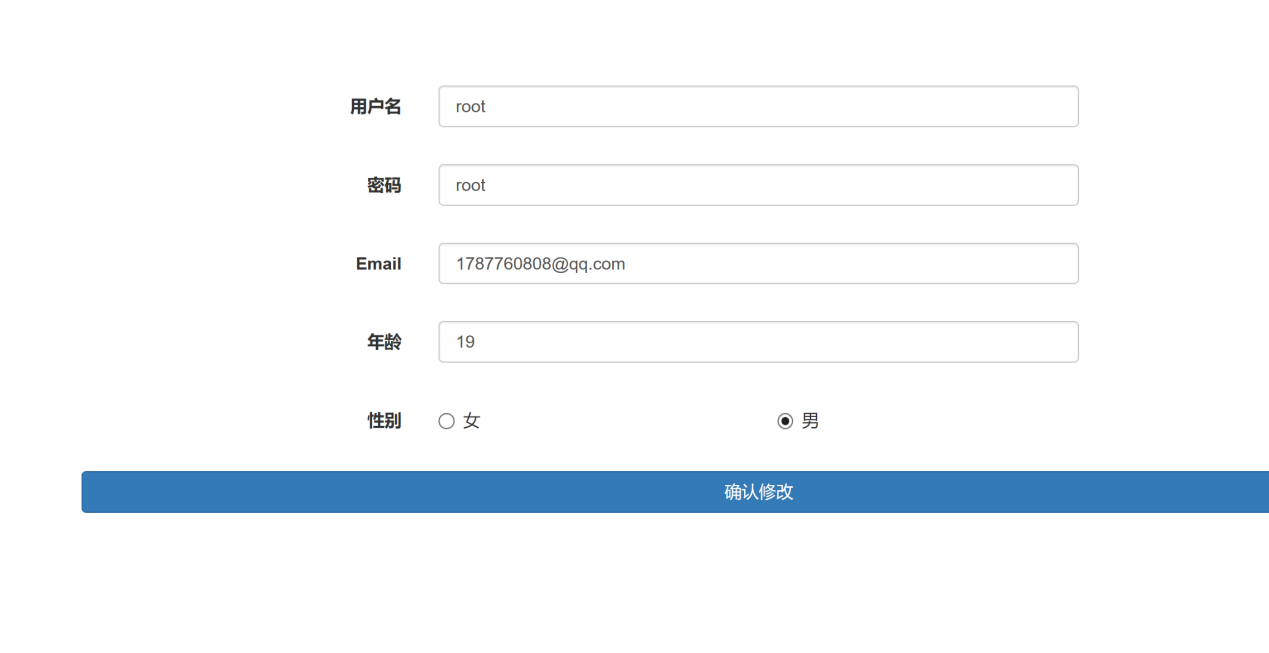 用户名 root
密码 root
Email 1787760808@qq.com
年龄 19
性别 女 男
确认修改